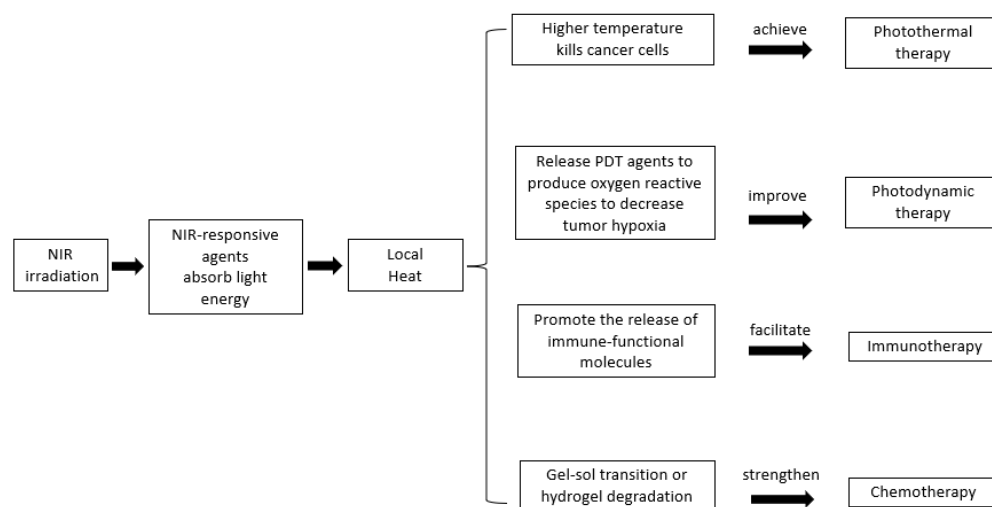 NIR
irradiation
NIR-responsive
agents
absorb light
energy
Local
Heat
Higher temperature
kills cancer cells
achieve
Photothermal
therapy
Release PDT agents to
produce oxygen reactive
species to decrease
tumor hypoxia
improve
Photodynamic
therapy
Promote the release of
immune-functional
molecules
facilitate
Immunotherapy
Gel-sol transition or
hydrogel degradation
strengthen
Chemotherapy